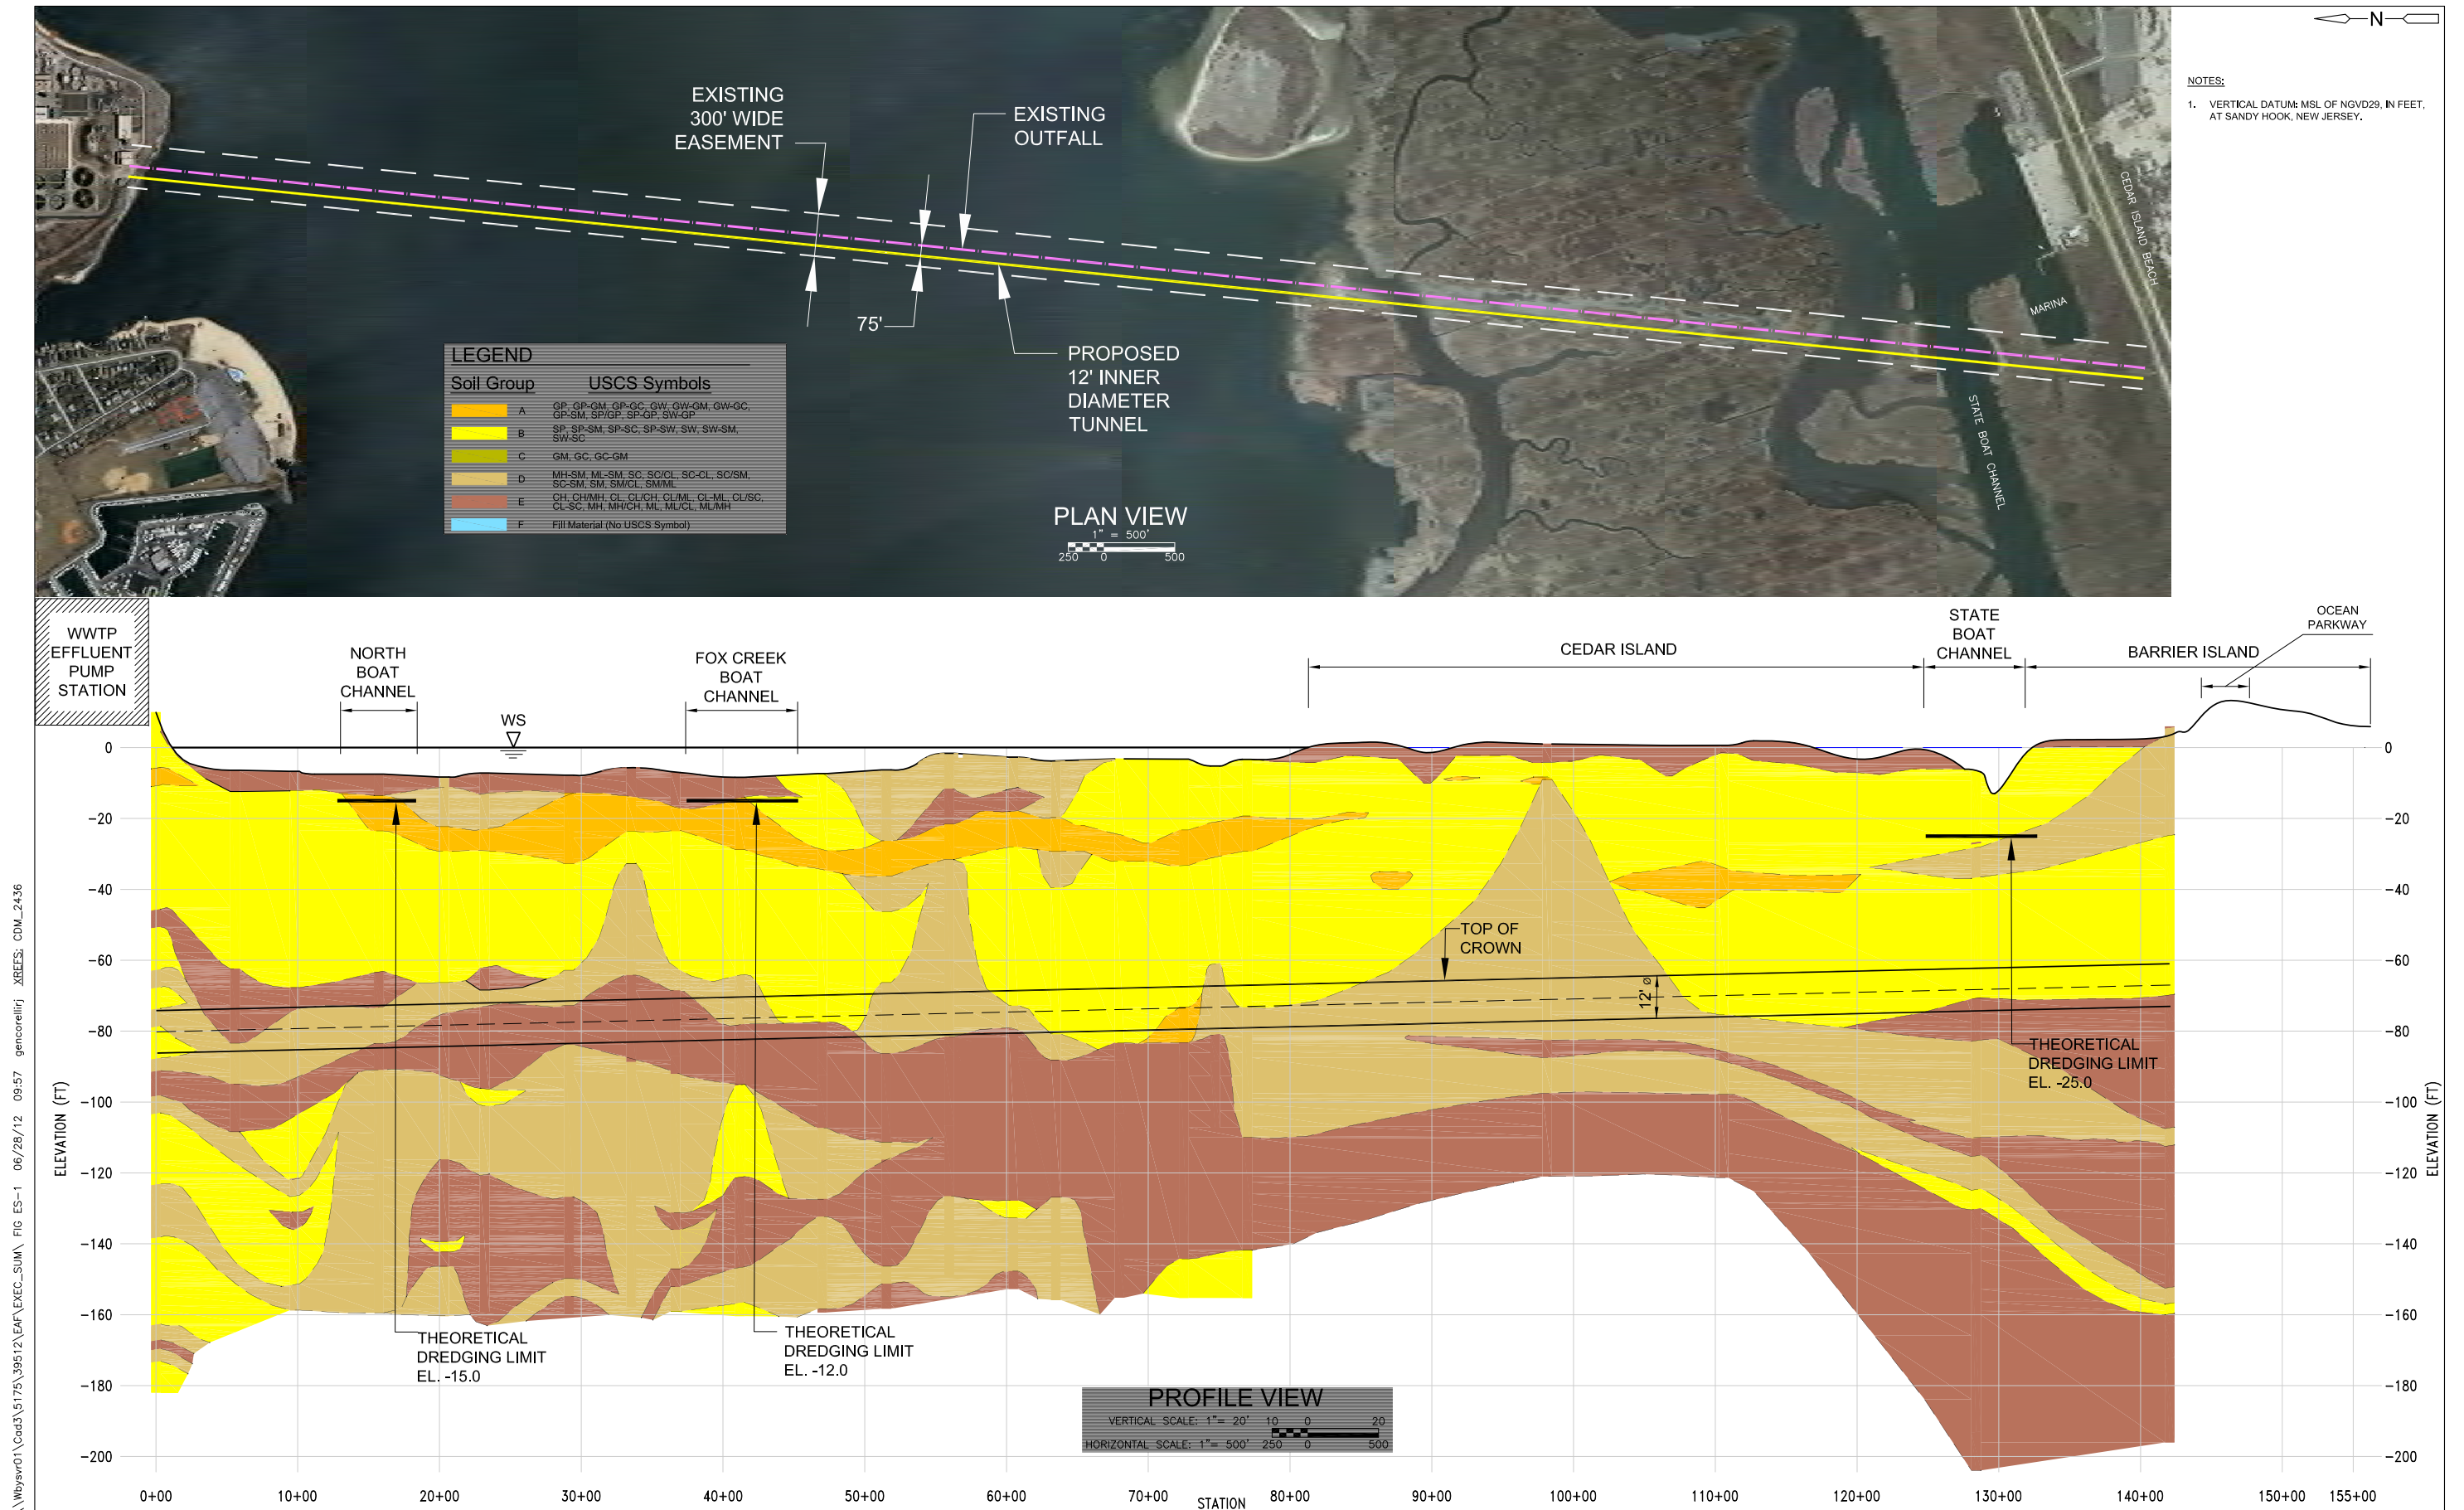 N
NOTES:
1. VERTICAL DATUM: MSL OF NGVD29, IN FEET,
AT SANDY HOOK, NEW JERSEY.
EXISTING
300' WIDE
EASEMENT
EXISTING
OUTFALL
75'
PROPOSED
12' INNER
DIAMETER
TUNNEL
CEDAR ISLAND BEACH
MARINA
STATE BOAT CHANNEL
LEGEND
Soil Group USCS Symbols
A GP, GP-GM, GP-GC, GW, GW-GM, GW-GC,
GP-SM, SP/GP, SP-GP, SW-GP
B SP, SP-SM, SP-SC, SP-SW, SW, SW-SM,
SW-SC
C GM, GC, GC-GM
D MH-SM, ML-SM, SC, SC/CL, SC-CL, SC/SM,
SC-SM, SM, SM/CL, SM/ML
E CH, CH/MH, CL, CL/CH, CL/ML, CL-ML, CL/SC,
CL-SC, MH, MH/CH, ML, ML/CL, ML/MH
F Fill Material (No USCS Symbol)
PLAN VIEW
1" = 500'
250 0 500
WWTP
EFFLUENT
PUMP
STATION
NORTH
BOAT
CHANNEL
WS
FOX CREEK
BOAT
CHANNEL
CEDAR ISLAND
STATE
BOAT
CHANNEL
BARRIER ISLAND
OCEAN
PARKWAY
0
-20
-40
-60
-80
-100
-120
-140
-160
-180
-200
ELEVATION (FT)
TOP OF
CROWN
12' ⌀
THEORETICAL
DREDGING LIMIT
EL. -25.0
THEORETICAL
DREDGING LIMIT
EL. -15.0
THEORETICAL
DREDGING LIMIT
EL. -12.0
0
-20
-40
-60
-80
-100
-120
-140
-160
-180
-200
ELEVATION (FT)
PROFILE VIEW
VERTICAL SCALE: 1"= 20' 10 0 20
HORIZONTAL SCALE: 1"= 500' 250 0 500
0+00 10+00 20+00 30+00 40+00 50+00 60+00 70+00 80+00 90+00 100+00 110+00 120+00 130+00 140+00 150+00 155+00
STATION
\\Wbysvr01\Cad3\5175\39512\EAF\EXEC_SUM\ FIG ES-1 06/28/12 09:57 gencorellirj XREFS: CDM_2436